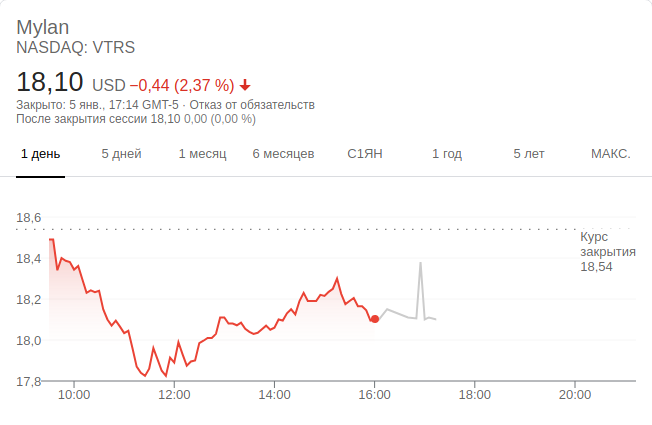 Mylan
NASDAQ: VTRS
18,10 USD −0,44 (2,37 %)
Закрыто: 5 янв., 17:14 GMT-5 · Отказ от обязательств
После закрытия сессии 18,10 0,00 (0,00 %)
1 день 5 дней 1 месяц 6 месяцев С1ЯН 1 год 5 лет МАКС.
18,6
Курс
закрытия
18,54
18,4
18,2
18,0
17,8
10:00 12:00 14:00 16:00 18:00 20:00